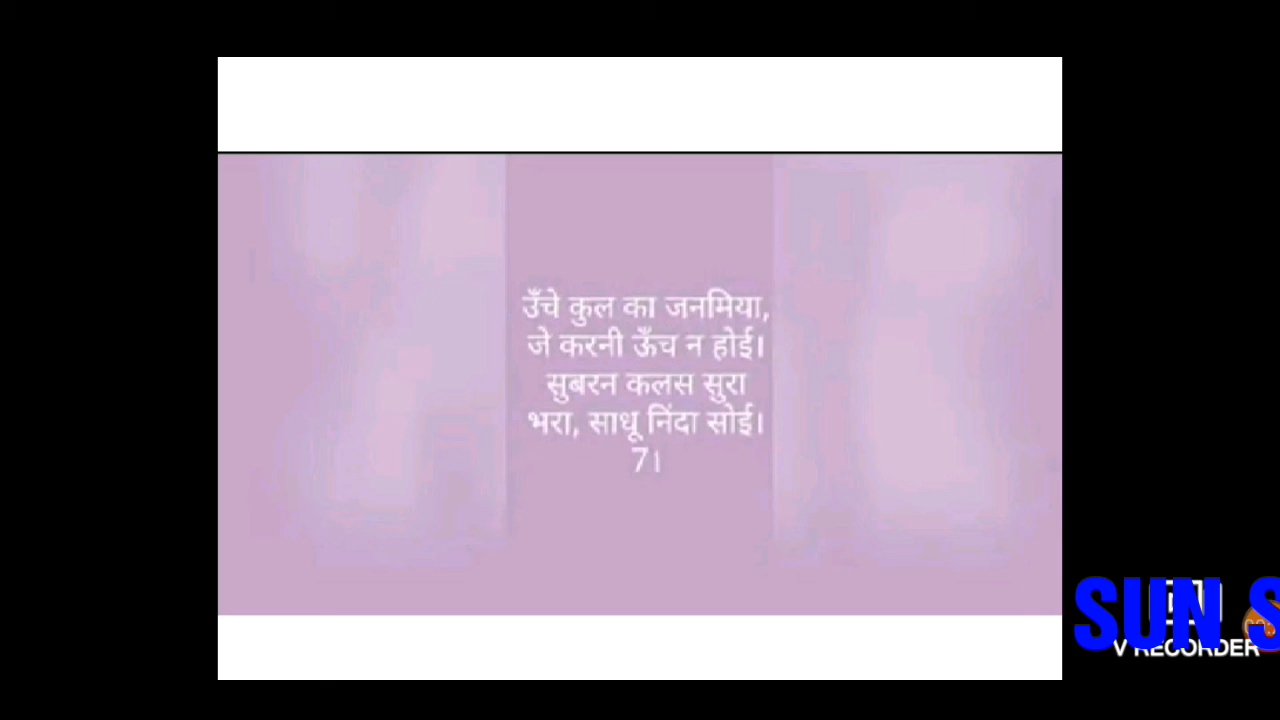 उँचे कुल का जनमिया,
जे करनी ऊँच न होई।
सुबरन कलस सुरा
भरा, साधू निंदा सोई।
7।
SUN S
V RECORDER